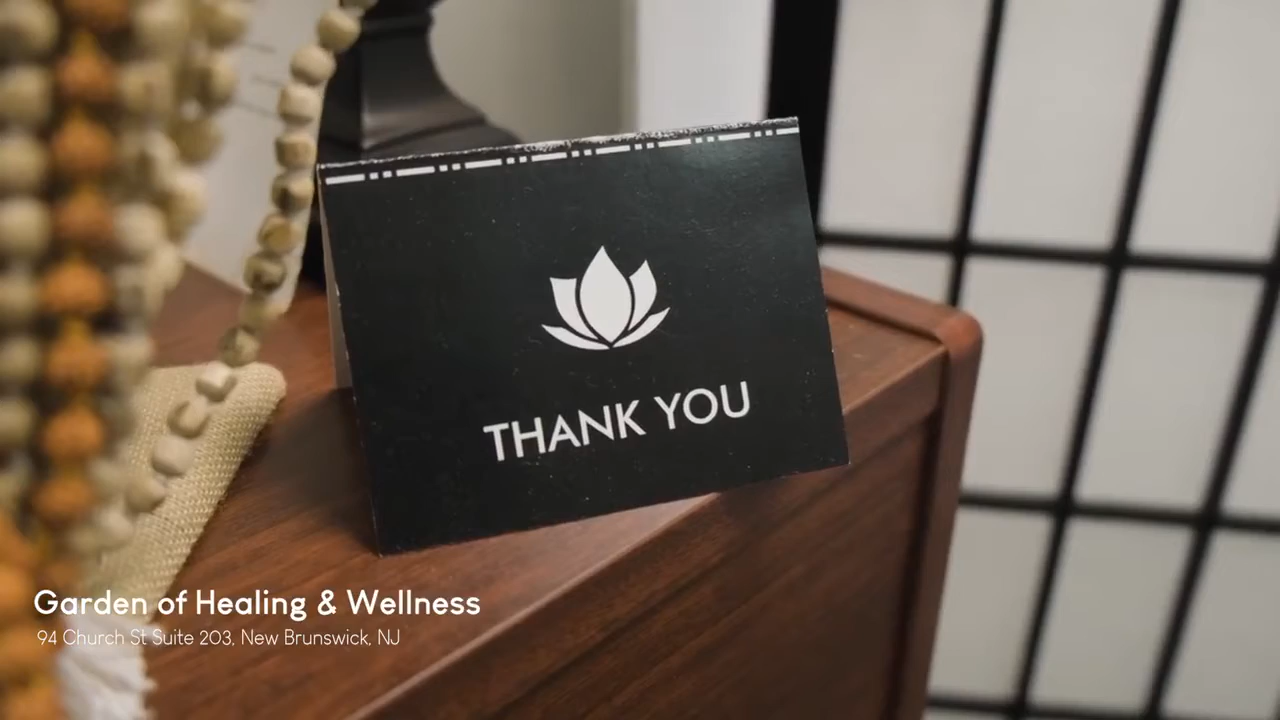 THANK YOU
Garden of Healing & Wellness
94 Church St Suite 203, New Brunswick, NJ